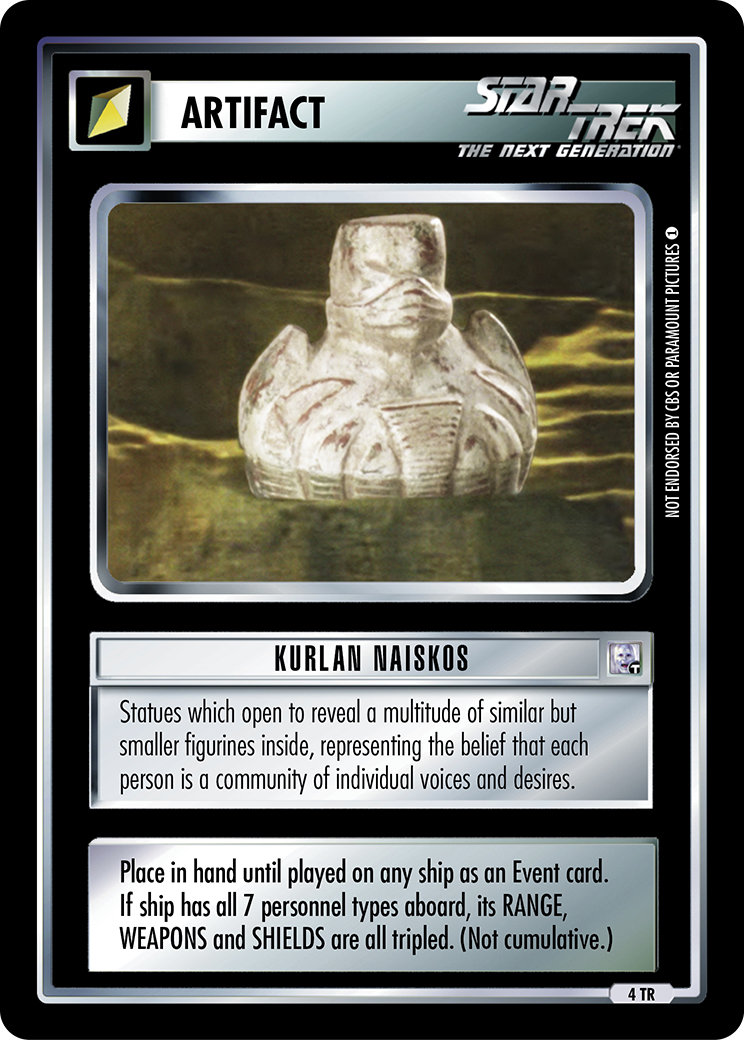 ARTIFACT
STAR TREK
THE NEXT GENERATION
NOT ENDORSED BY CBS OR PARAMOUNT PICTURES 1
KURLAN NAISKOS
T
Statues which open to reveal a multitude of similar but
smaller figurines inside, representing the belief that each
person is a community of individual voices and desires.
Place in hand until played on any ship as an Event card.
If ship has all 7 personnel types aboard, its RANGE,
WEAPONS and SHIELDS are all tripled. (Not cumulative.)
4 TR